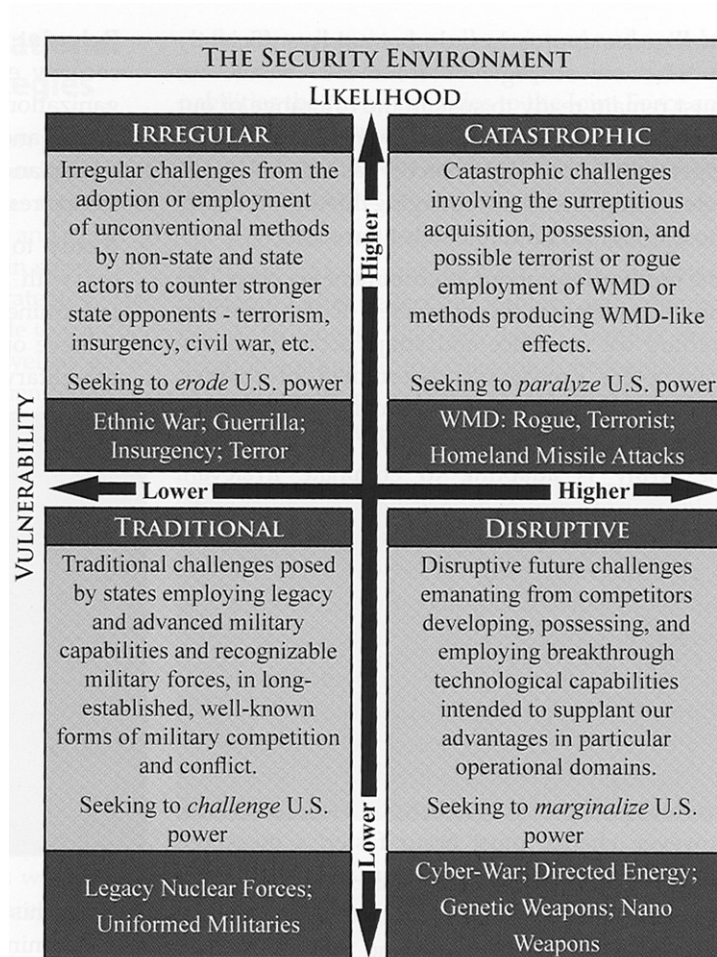 THE SECURITY ENVIRONMENT
LIKELIHOOD
IRREGULAR
Irregular challenges from the
adoption or employment
of unconventional methods
by non-state and state
actors to counter stronger
state opponents - terrorism,
insurgency, civil war, etc.
Seeking to erode U.S. power
Ethnic War; Guerrilla;
Insurgency; Terror
CATASTROPHIC
Catastrophic challenges
involving the surreptitious
acquisition, possession, and
possible terrorist or rogue
employment of WMD or
methods producing WMD-like
effects.
Seeking to paralyze U.S. power
WMD: Rogue, Terrorist;
Homeland Missile Attacks
Higher
VULNERABILITY
Lower
Higher
TRADITIONAL
Traditional challenges posed
by states employing legacy
and advanced military
capabilities and recognizable
military forces, in long-
established, well-known
forms of military competition
and conflict.
Seeking to challenge U.S.
power
Legacy Nuclear Forces;
Uniformed Militaries
DISRUPTIVE
Disruptive future challenges
emanating from competitors
developing, possessing, and
employing breakthrough
technological capabilities
intended to supplant our
advantages in particular
operational domains.
Seeking to marginalize U.S.
power
Cyber-War; Directed Energy;
Genetic Weapons; Nano
Weapons
Lower